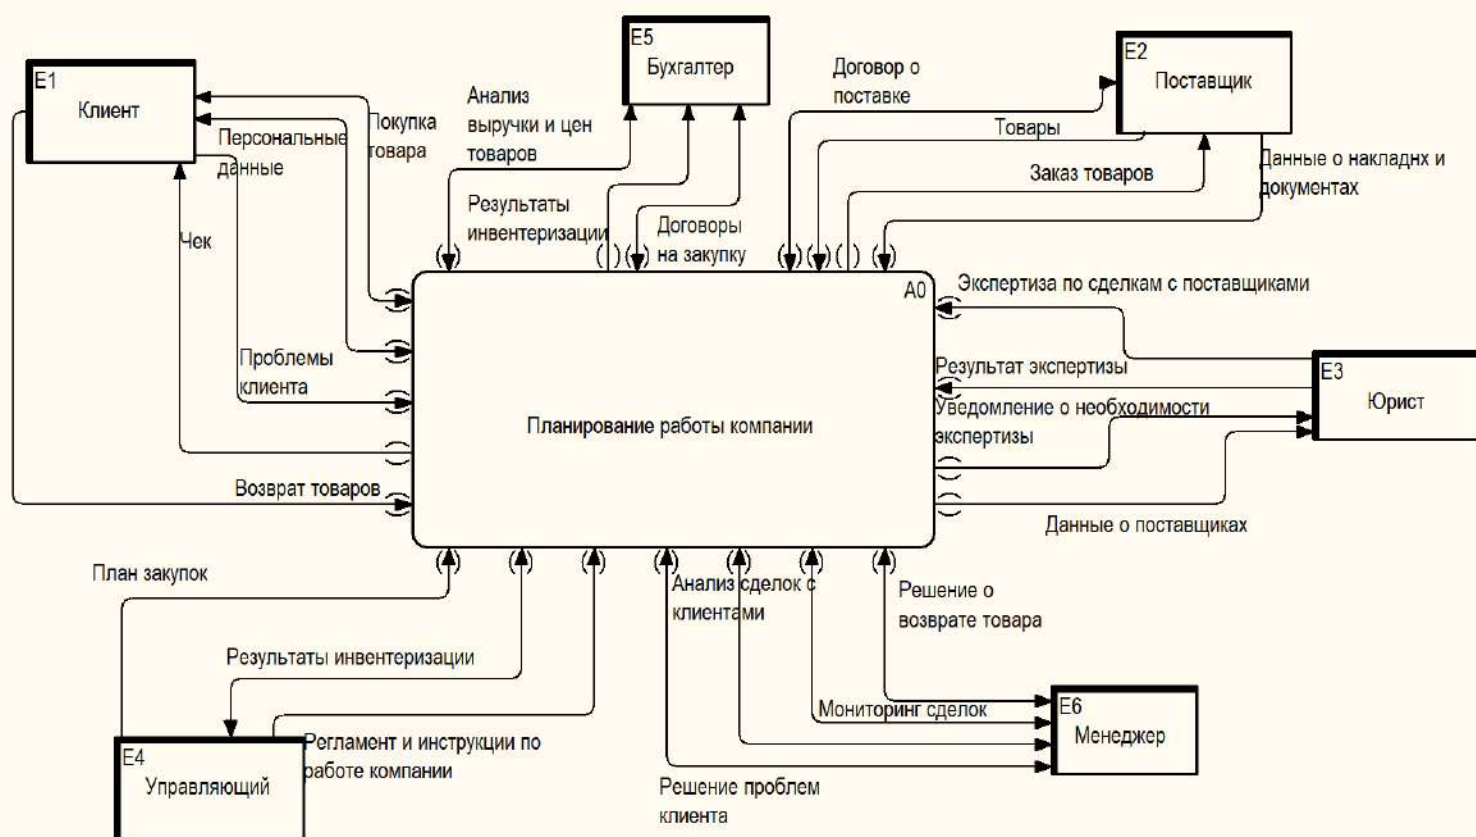 E1
Клиент
E5
Бухгалтер
E2
Поставщик
Анализ
выручки и цен
товаров
Договор о
поставке
Товары
Персональные
данные
Покупка
товара
Заказ товаров
Данные о накладнх и
документах
Чек
Результаты
инвентеризации
Договоры
на закупку
A0
Экспертиза по сделкам с поставщиками
Проблемы
клиента
Результат экспертизы
E3
Юрист
Уведомление о необходимости
экспертизы
Планирование работы компании
Возврат товаров
Данные о поставщиках
План закупок
Анализ сделок с
клиентами
Решение о
возврате товара
Результаты инвентеризации
Мониторинг сделок
E6
Менеджер
Регламент и инструкции по
работе компании
E4
Управляющий
Решение проблем
клиента